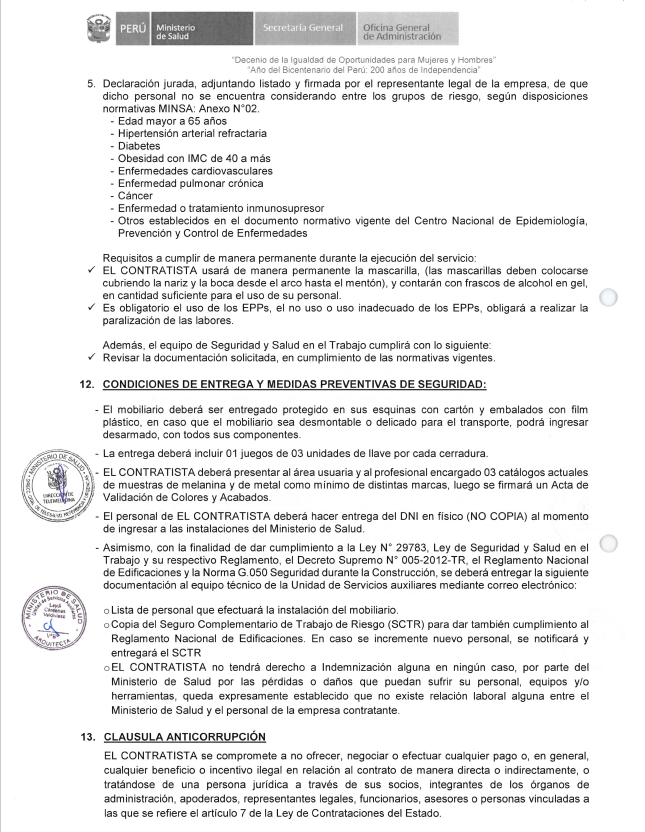 PERÚ
Ministerio
de Salud
Secretaría General
Oficina General
de Administración
"Decenio de la Igualdad de Oportunidades para Mujeres y Hombres"
"Año del Bicentenario del Perú: 200 años de Independencia"
5. Declaración jurada, adjuntando listado y firmada por el representante legal de la empresa, de que
dicho personal no se encuentra considerando entre los grupos de riesgo, según disposiciones
normativas MINSA: Anexo N°02.
- Edad mayor a 65 años
- Hipertensión arterial refractaria
- Diabetes
- Obesidad con IMC de 40 a más
- Enfermedades cardiovasculares
- Enfermedad pulmonar crónica
- Cáncer
- Enfermedad o tratamiento inmunosupresor
- Otros establecidos en el documento normativo vigente del Centro Nacional de Epidemiología,
Prevención y Control de Enfermedades
Requisitos a cumplir de manera permanente durante la ejecución del servicio:
✓ EL CONTRATISTA usará de manera permanente la mascarilla, (las mascarillas deben colocarse
cubriendo la nariz y la boca desde el arco hasta el mentón), y contarán con frascos de alcohol en gel,
en cantidad suficiente para el uso de su personal.
✓ Es obligatorio el uso de los EPPs, el no uso o uso inadecuado de los EPPs, obligará a realizar la
paralización de las labores.
Además, el equipo de Seguridad y Salud en el Trabajo cumplirá con lo siguiente:
✓ Revisar la documentación solicitada, en cumplimiento de las normativas vigentes.
12. CONDICIONES DE ENTREGA Y MEDIDAS PREVENTIVAS DE SEGURIDAD:
- El mobiliario deberá ser entregado protegido en sus esquinas con cartón y embalados con film
plástico, en caso que el mobiliario sea desmontable o delicado para el transporte, podrá ingresar
desarmado, con todos sus componentes.
- La entrega deberá incluir 01 juegos de 03 unidades de llave por cada cerradura.
- EL CONTRATISTA deberá presentar al área usuaria y al profesional encargado 03 catálogos actuales
de muestras de melanina y de metal como mínimo de distintas marcas, luego se firmará un Acta de
Validación de Colores y Acabados.
- El personal de EL CONTRATISTA deberá hacer entrega del DNI en físico (NO COPIA) al momento
de ingresar a las instalaciones del Ministerio de Salud.
- Asimismo, con la finalidad de dar cumplimiento a la Ley N° 29783, Ley de Seguridad y Salud en el
Trabajo y su respectivo Reglamento, el Decreto Supremo N° 005-2012-TR, el Reglamento Nacional
de Edificaciones y la Norma G.050 Seguridad durante la Construcción, se deberá entregar la siguiente
documentación al equipo técnico de la Unidad de Servicios auxiliares mediante correo electrónico:
o Lista de personal que efectuará la instalación del mobiliario.
o Copia del Seguro Complementario de Trabajo de Riesgo (SCTR) para dar también cumplimiento al
Reglamento Nacional de Edificaciones. En caso se incremente nuevo personal, se notificará y
entregará el SCTR
o EL CONTRATISTA no tendrá derecho a Indemnización alguna en ningún caso, por parte del
Ministerio de Salud por las pérdidas o daños que puedan sufrir su personal, equipos y/o
herramientas, queda expresamente establecido que no existe relación laboral alguna entre el
Ministerio de Salud y el personal de la empresa contratante.
13. CLAUSULA ANTICORRUPCIÓN
EL CONTRATISTA se compromete a no ofrecer, negociar o efectuar cualquier pago o, en general,
cualquier beneficio o incentivo ilegal en relación al contrato de manera directa o indirectamente, o
tratándose de una persona jurídica a través de sus socios, integrantes de los órganos de
administración, apoderados, representantes legales, funcionarios, asesores o personas vinculadas a
las que se refiere el artículo 7 de la Ley de Contrataciones del Estado.
MINISTERIO DE SALUD
DIRECCIÓN DE
TELEMEDICINA
MINISTERIO DE SALUD
ARQUITECTA